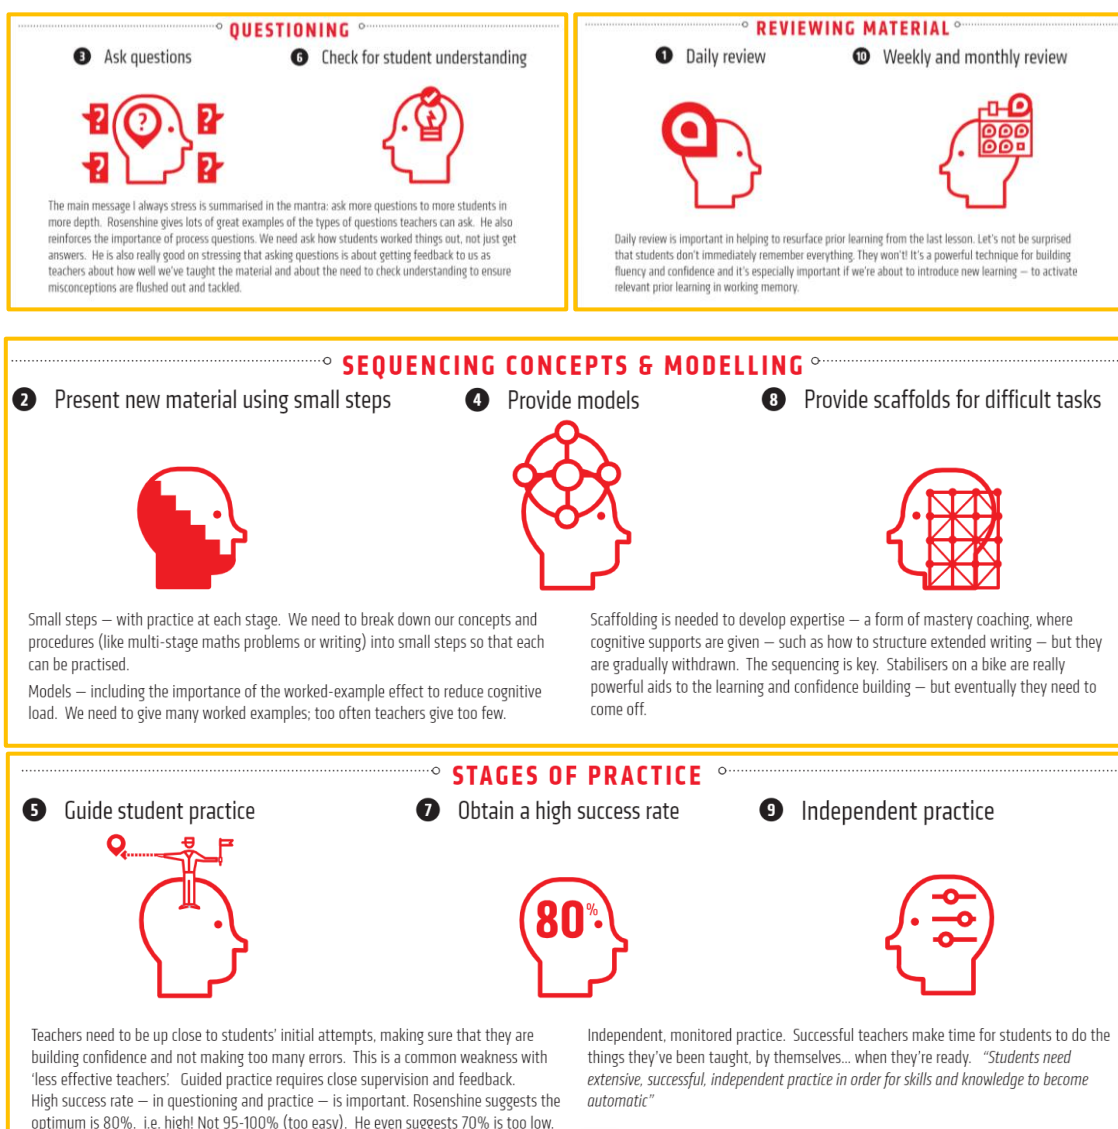 QUESTIONING
3 Ask questions
6 Check for student understanding
? ? ? ? ?
The main message I always stress is summarised in the mantra: ask more questions to more students in
more depth. Rosenshine gives lots of great examples of the types of questions teachers can ask. He also
reinforces the importance of process questions. We need ask how students worked things out, not just get
answers. He is also really good on stressing that asking questions is about getting feedback to us as
teachers about how well we've taught the material and about the need to check understanding to ensure
misconceptions are flushed out and tackled.
REVIEWING MATERIAL
1 Daily review
10 Weekly and monthly review
Daily review is important in helping to resurface prior learning from the last lesson. Let's not be surprised
that students don't immediately remember everything. They won't! It's a powerful technique for building
fluency and confidence and it's especially important if we're about to introduce new learning – to activate
relevant prior learning in working memory.
SEQUENCING CONCEPTS & MODELLING
2 Present new material using small steps
4 Provide models
8 Provide scaffolds for difficult tasks
Small steps – with practice at each stage. We need to break down our concepts and
procedures (like multi-stage maths problems or writing) into small steps so that each
can be practised.
Models – including the importance of the worked-example effect to reduce cognitive
load. We need to give many worked examples; too often teachers give too few.
Scaffolding is needed to develop expertise – a form of mastery coaching, where
cognitive supports are given – such as how to structure extended writing – but they
are gradually withdrawn. The sequencing is key. Stabilisers on a bike are really
powerful aids to the learning and confidence building – but eventually they need to
come off.
STAGES OF PRACTICE
5 Guide student practice
7 Obtain a high success rate
9 Independent practice
80%
Teachers need to be up close to students' initial attempts, making sure that they are
building confidence and not making too many errors. This is a common weakness with
'less effective teachers'. Guided practice requires close supervision and feedback.
High success rate – in questioning and practice – is important. Rosenshine suggests the
optimum is 80%. i.e. high! Not 95-100% (too easy). He even suggests 70% is too low.
Independent, monitored practice. Successful teachers make time for students to do the
things they've been taught, by themselves... when they're ready. "Students need
extensive, successful, independent practice in order for skills and knowledge to become
automatic"